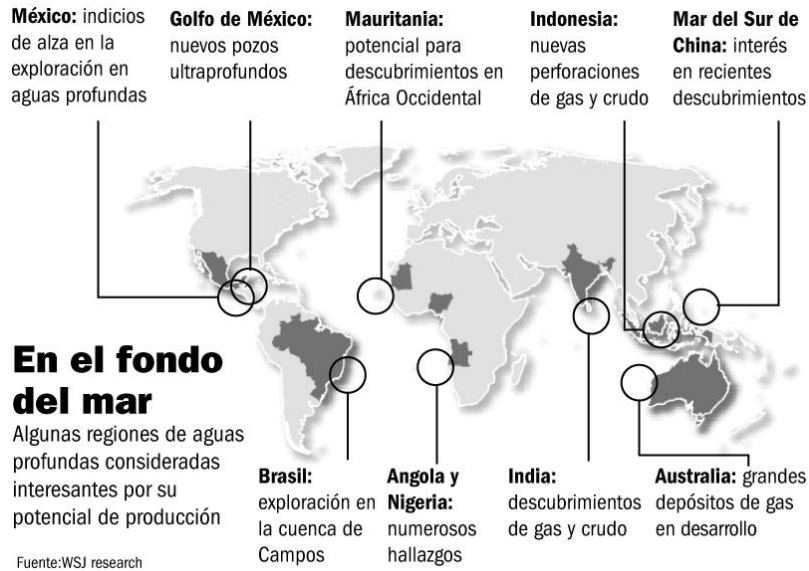 México: indicios
de alza en la
exploración en
aguas profundas
Golfo de México:
nuevos pozos
ultraprofundos
Mauritania:
potencial para
descubrimientos en
África Occidental
Indonesia:
nuevas
perforaciones
de gas y crudo
Mar del Sur de
China: interés
en recientes
descubrimientos
En el fondo
del mar
Algunas regiones de aguas
profundas consideradas
interesantes por su
potencial de producción
Brasil:
exploración en
la cuenca de
Campos
Angola y
Nigeria:
numerosos
hallazgos
India:
descubrimientos
de gas y crudo
Australia: grandes
depósitos de gas
en desarrollo
Fuente:WSJ research